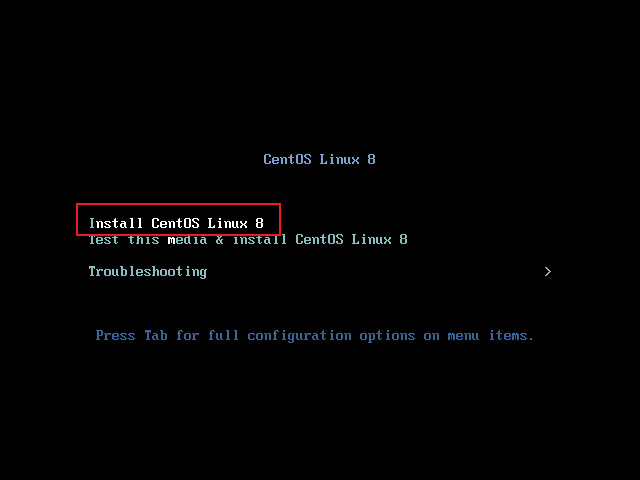 CentOS Linux 8
Install CentOS Linux 8
Test this media & install CentOS Linux 8
Troubleshooting >
Press Tab for full configuration options on menu items.